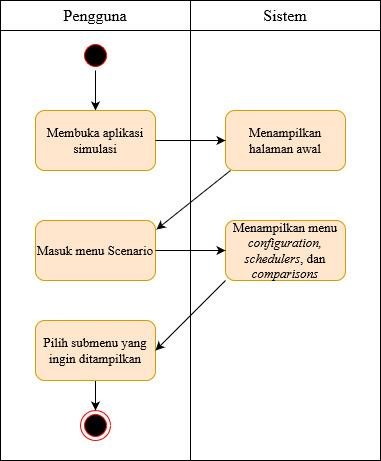 Pengguna
Sistem
Membuka aplikasi
simulasi
Menampilkan
halaman awal
Masuk menu Scenario
Menampilkan menu
configuration,
schedulers, dan
comparisons
Pilih submenu yang
ingin ditampilkan